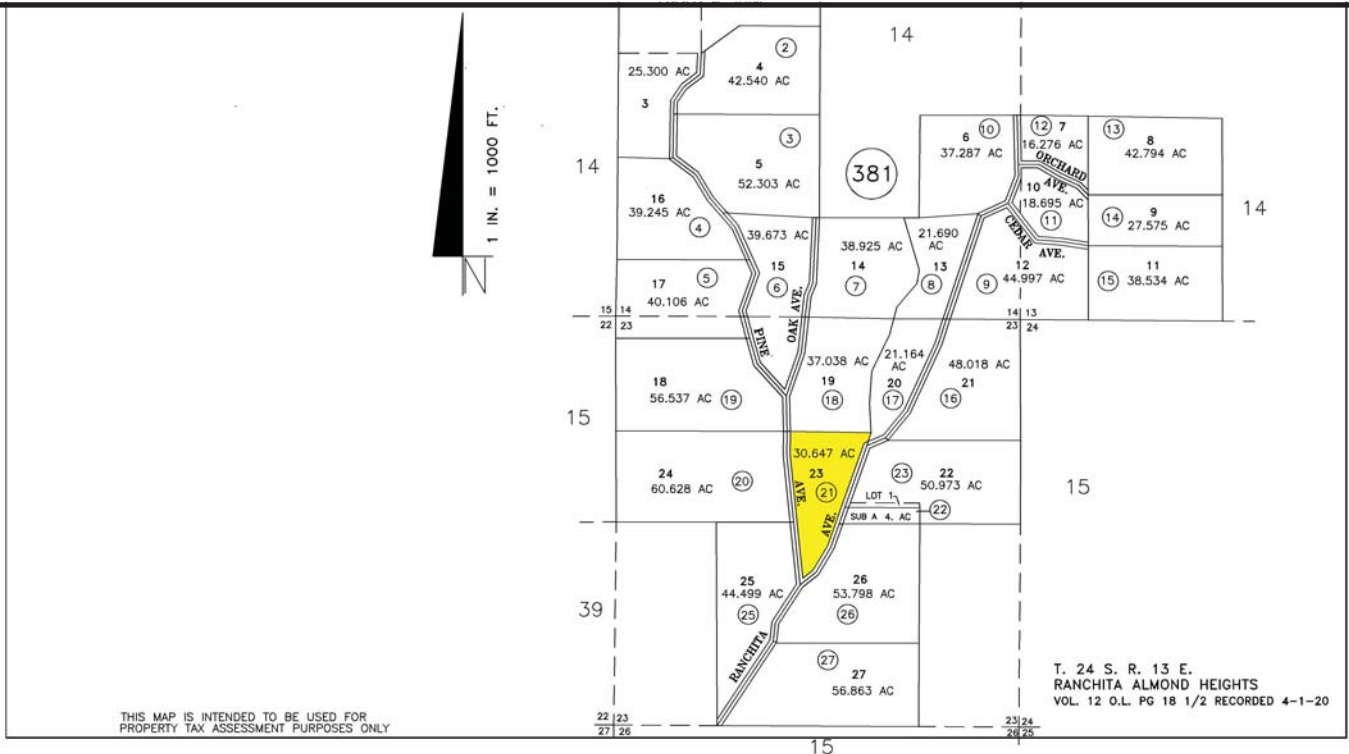 14
②
4
42.540 AC
25.300 AC
3
1 IN. = 1000 FT.
N
14
③
5
52.303 AC
381
6
⑩
37.287 AC
⑫
7
16.276 AC
ORCHARD
AVE.
⑬
8
42.794 AC
14
16
39.245 AC
④
10
18.695 AC
⑪
CEDAR
AVE.
⑭
9
27.575 AC
39.673 AC
15
⑥
38.925 AC
14
⑦
21.690
AC
13
⑧
12
44.997 AC
⑨
11
⑮
38.534 AC
17
⑤
40.106 AC
OAK AVE.
PINE
15 14
22 23
14 13
23 24
18
56.537 AC
⑲
37.038 AC
19
⑱
21.164
AC
20
⑰
48.018 AC
21
⑯
15
24
60.628 AC
⑳
30.647 AC
23
㉑
AVE.
AVE.
㉓
22
50.973 AC
LOT 1
SUB A 4. AC
㉒
15
39
25
44.499 AC
㉕
26
53.798 AC
㉖
RANCHITA
㉗
27
56.863 AC
T. 24 S. R. 13 E.
RANCHITA ALMOND HEIGHTS
VOL. 12 O.L. PG 18 1/2 RECORDED 4-1-20
THIS MAP IS INTENDED TO BE USED FOR
PROPERTY TAX ASSESSMENT PURPOSES ONLY
22 23
27 26
23 24
26 25
15